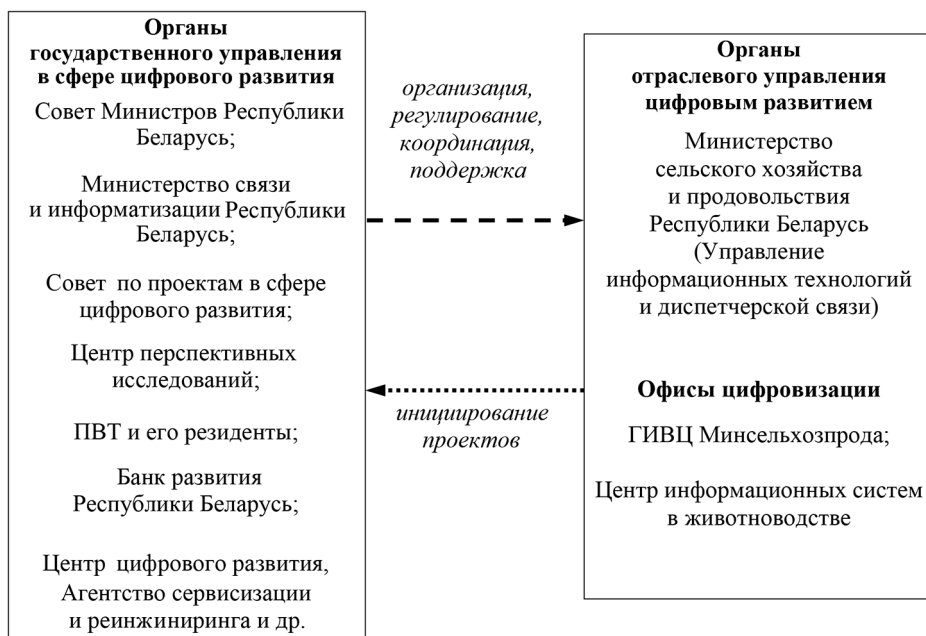 Органы
государственного управления
в сфере цифрового развития
Совет Министров Республики
Беларусь;
Министерство связи
и информатизации Республики
Беларусь;
Совет по проектам в сфере
цифрового развития;
Центр перспективных
исследований;
ПВТ и его резиденты;
Банк развития
Республики Беларусь;
Центр цифрового развития,
Агентство сервисизации
и реинжиниринга и др.
организация,
регулирование,
координация,
поддержка
инициирование
проектов
Органы
отраслевого управления
цифровым развитием
Министерство
сельского хозяйства
и продовольствия
Республики Беларусь
(Управление
информационных технологий
и диспетчерской связи)
Офисы цифровизации
ГИВЦ Минсельхозпрода;
Центр информационных систем
в животноводстве